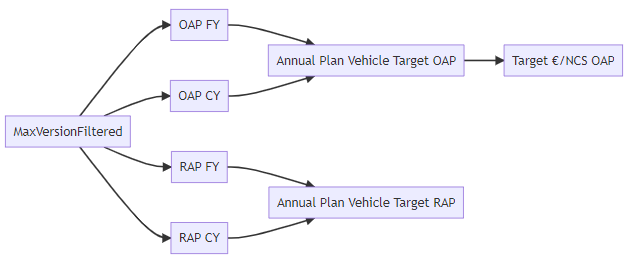 OAP FY
Annual Plan Vehicle Target OAP
Target €/NCS OAP
OAP CY
MaxVersionFiltered
RAP FY
Annual Plan Vehicle Target RAP
RAP CY